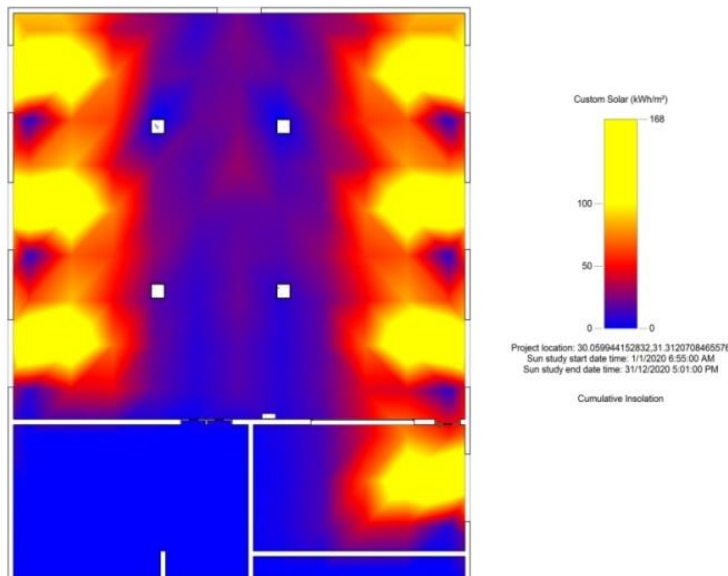 Custom Solar (kWh/m²)
168
100
50
0
0
Project location: 30.059944152832,31.3120708465576
Sun study start date time: 1/1/2020 6:55:00 AM
Sun study end date time: 31/12/2020 5:01:00 PM
Cumulative Insolation